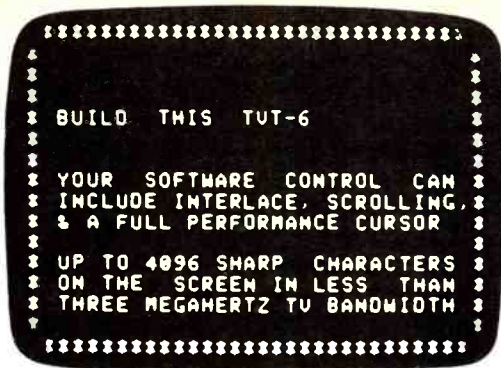 BUILD THIS TVT-6
YOUR SOFTWARE CONTROL CAN
INCLUDE INTERLACE, SCROLLING,
& A FULL PERFORMANCE CURSOR
UP TO 4096 SHARP CHARACTERS
ON THE SCREEN IN LESS THAN
THREE MEGAHERTZ TV BANDWIDTH